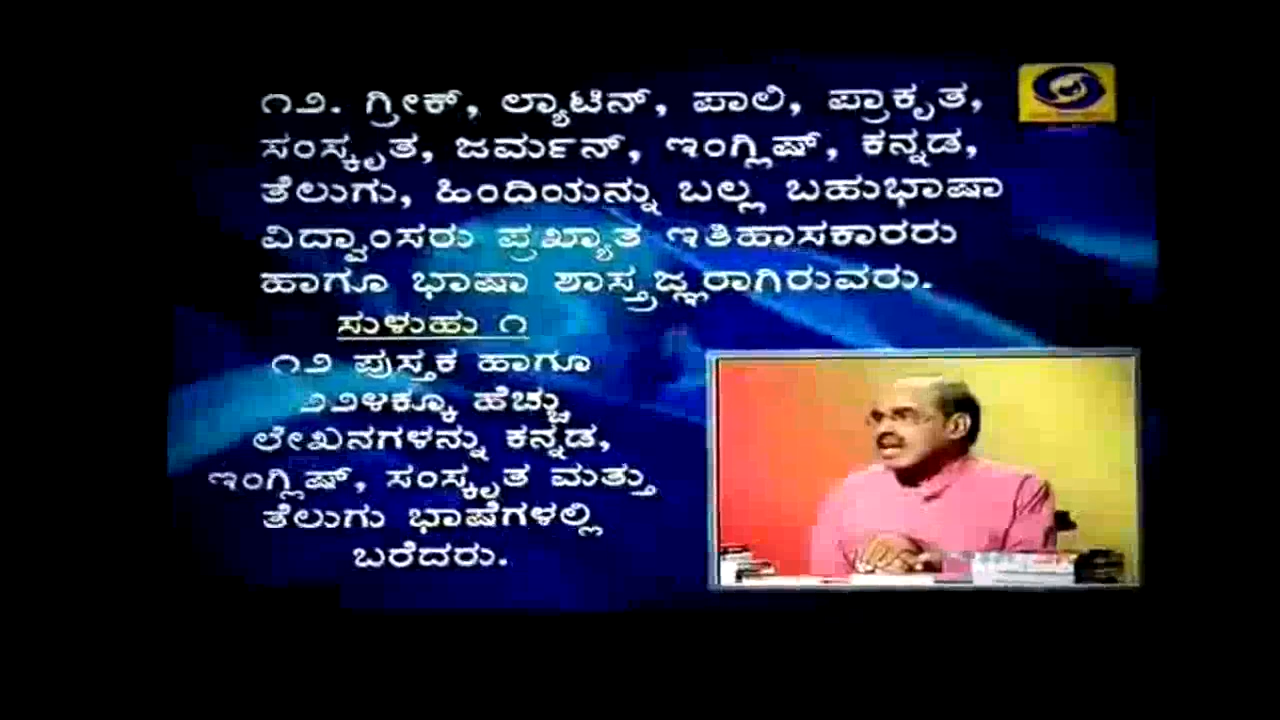 ೧೨. ಗ್ರೀಕ್, ಲ್ಯಾಟಿನ್, ಪಾಲಿ, ಪ್ರಾಕೃತ,
ಸಂಸ್ಕೃತ, ಜರ್ಮನ್, ಇಂಗ್ಲಿಷ್, ಕನ್ನಡ,
ತೆಲುಗು, ಹಿಂದಿಯನ್ನು ಬಲ್ಲ ಬಹುಭಾಷಾ
ವಿದ್ವಾಂಸರು ಪ್ರಖ್ಯಾತ ಇತಿಹಾಸಕಾರರು
ಹಾಗೂ ಭಾಷಾ ಶಾಸ್ತ್ರಜ್ಞರಾಗಿರುವರು.
ಸುಳುಹು ೧
೧೨ ಪುಸ್ತಕ ಹಾಗೂ
೨೨೪ಕ್ಕೂ ಹೆಚ್ಚು
ಲೇಖನಗಳನ್ನು ಕನ್ನಡ,
ಇಂಗ್ಲಿಷ್, ಸಂಸ್ಕೃತ ಮತ್ತು
ತೆಲುಗು ಭಾಷೆಗಳಲ್ಲಿ
ಬರೆದರು.